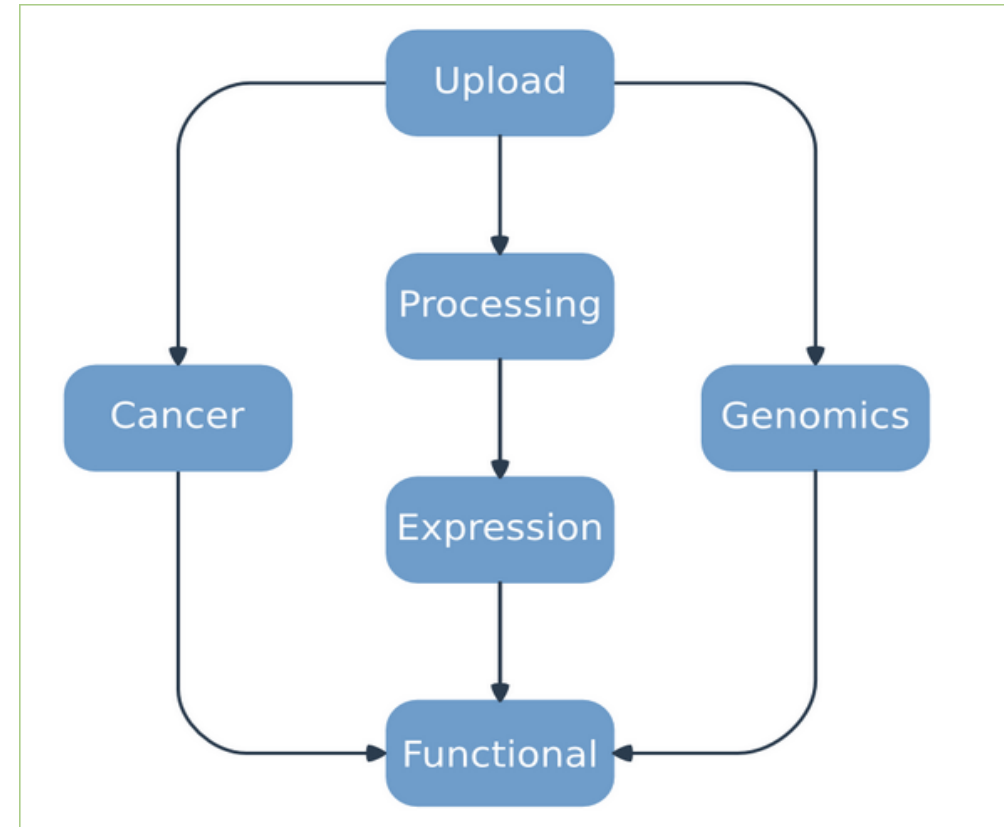 Upload
Processing
Cancer
Genomics
Expression
Functional